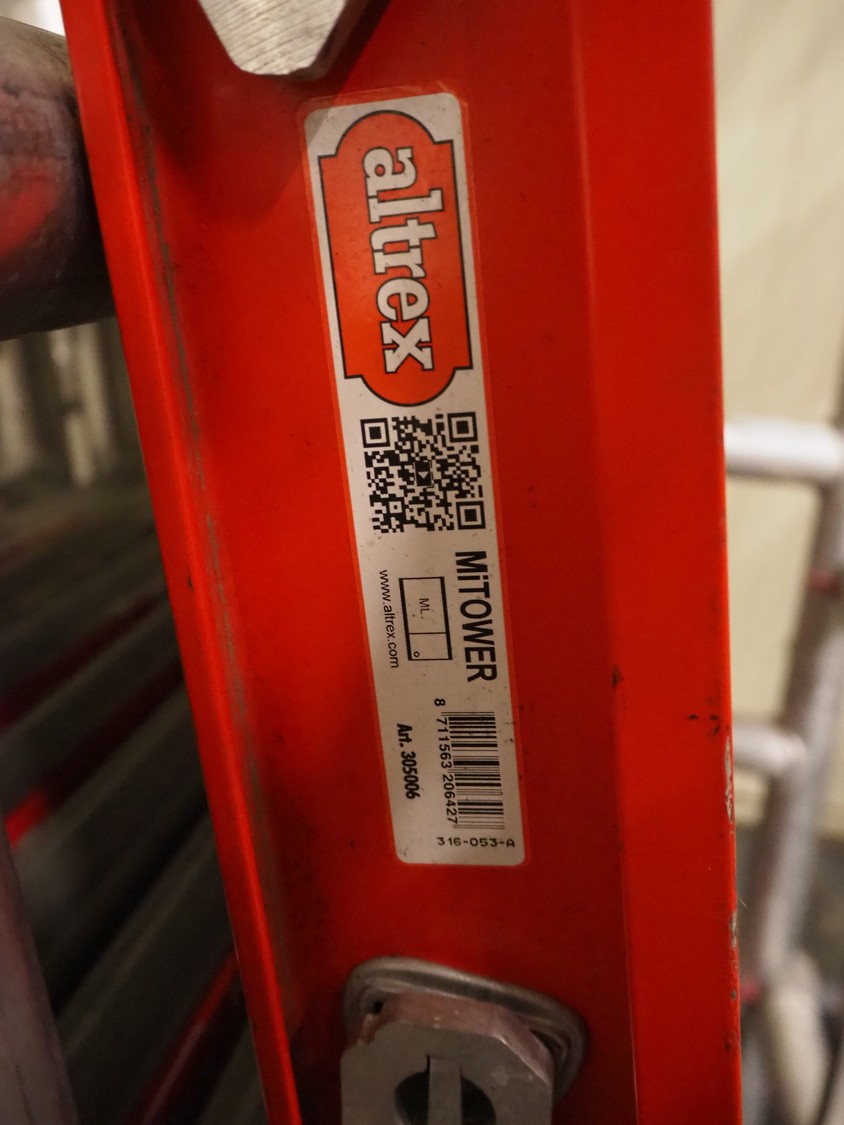 altrex
MiTOWER
ML.
www.altrex.com
8 711563 206427
Art. 305006
316-053-A